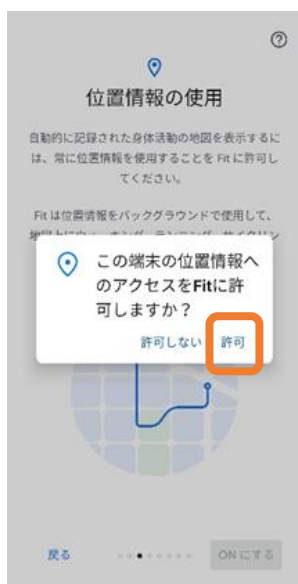 位置情報の使用
自動的に記録された身体活動の地図を表示するに
は、常に位置情報を使用することを Fit に許可し
てください。
Fit は位置情報をバックグラウンドで使用して、
この端末の位置情報へ
のアクセスをFitに許
可しますか？
許可しない 許可
戻る ONにする